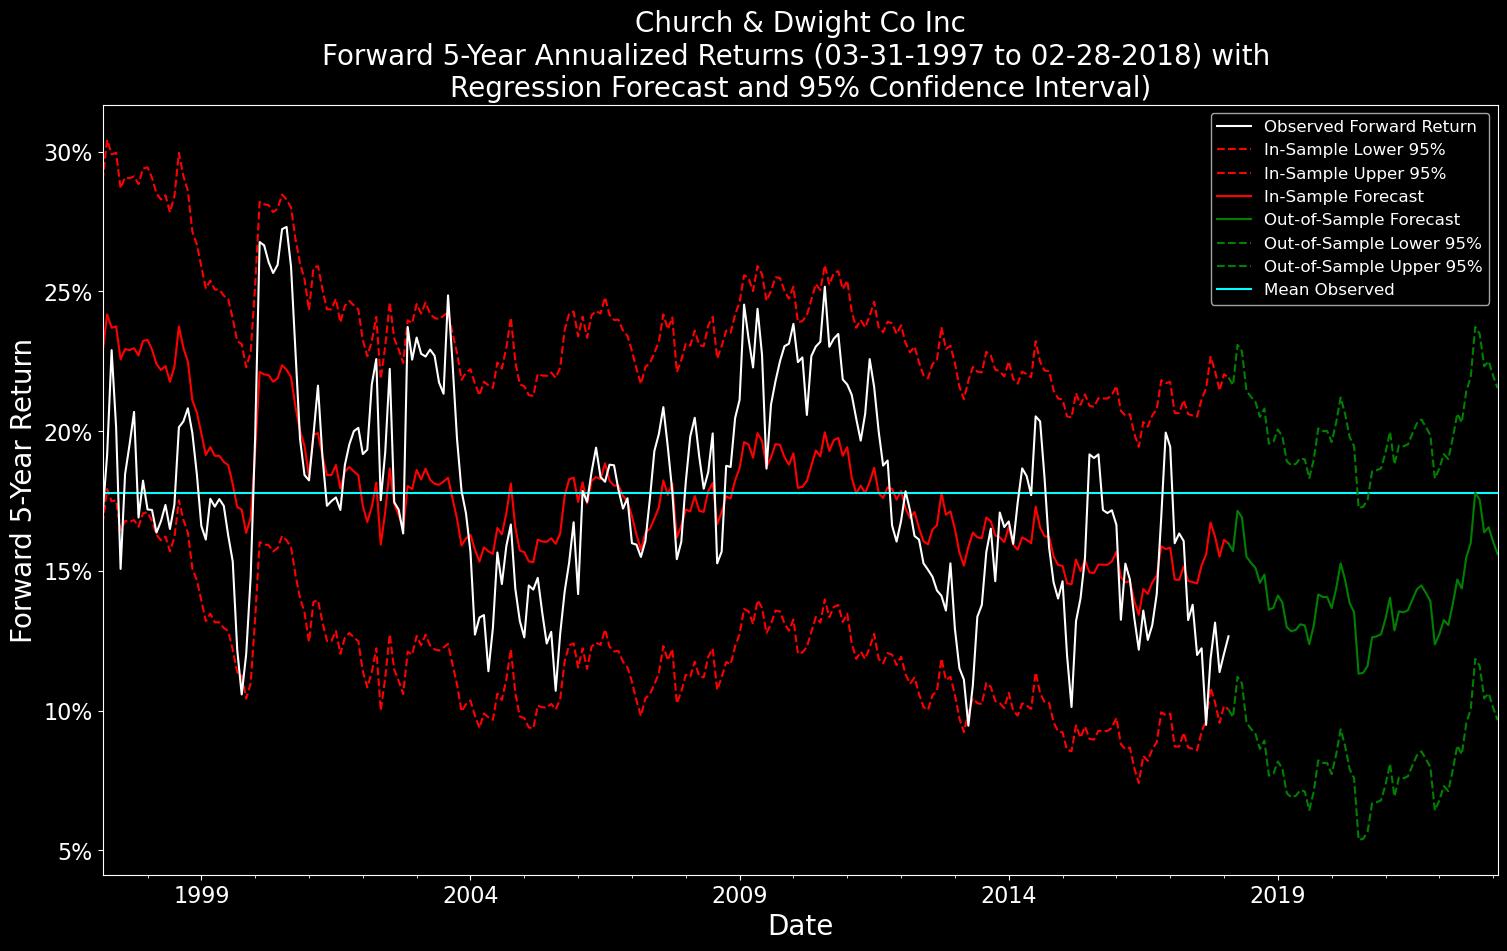 Church & Dwight Co Inc
Forward 5-Year Annualized Returns (03-31-1997 to 02-28-2018) with
Regression Forecast and 95% Confidence Interval)
Observed Forward Return
In-Sample Lower 95%
In-Sample Upper 95%
In-Sample Forecast
Out-of-Sample Forecast
Out-of-Sample Lower 95%
Out-of-Sample Upper 95%
Mean Observed
Forward 5-Year Return
30%
25%
20%
15%
10%
5%
1999
2004
2009
2014
2019
Date